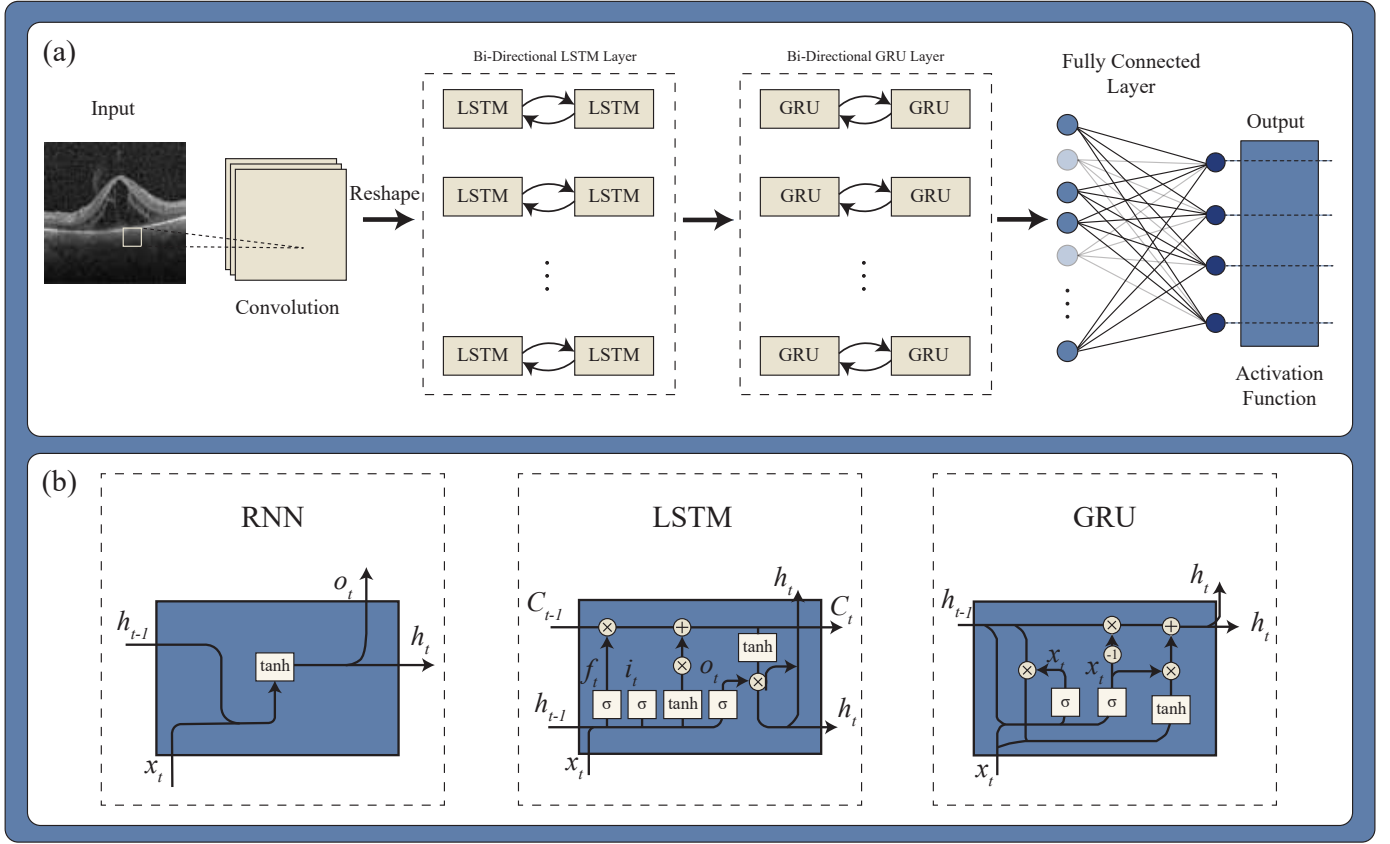 (a)
Input
Convolution
Reshape
Bi-Directional LSTM Layer
LSTM LSTM
LSTM LSTM
LSTM LSTM
Bi-Directional GRU Layer
GRU GRU
GRU GRU
GRU GRU
Fully Connected
Layer
Output
Activation
Function
(b)
RNN
o_t
h_{t-1}
h_t
tanh
x_t
LSTM
h_t
C_{t-1}
C_t
× +
tanh
f_t i_t × o_t ×
σ σ tanh σ
h_{t-1}
h_t
x_t
GRU
h_t
h_{t-1}
h_t
× +
-1
× x_t x_t ×
σ σ tanh
x_t